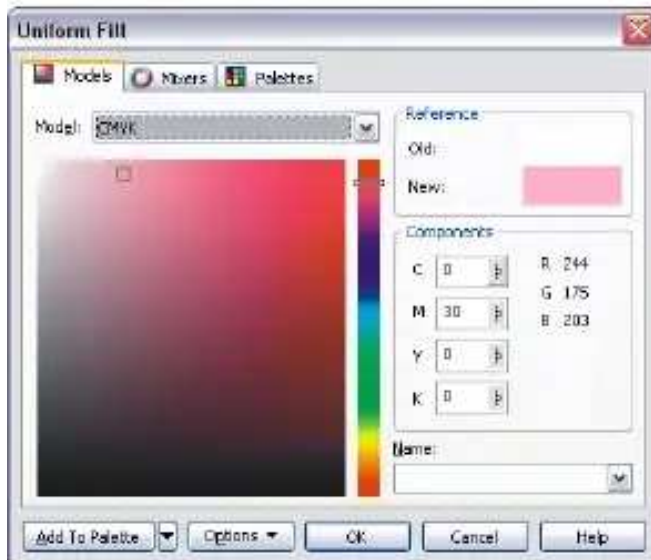 Uniform Fill
Models Mixers Palettes
Model: CMYK
Reference
Old:
New:
Components
C 0 R 244
M 30 G 175
Y 0 B 203
K 0
Name:
Add To Palette Options OK Cancel Help